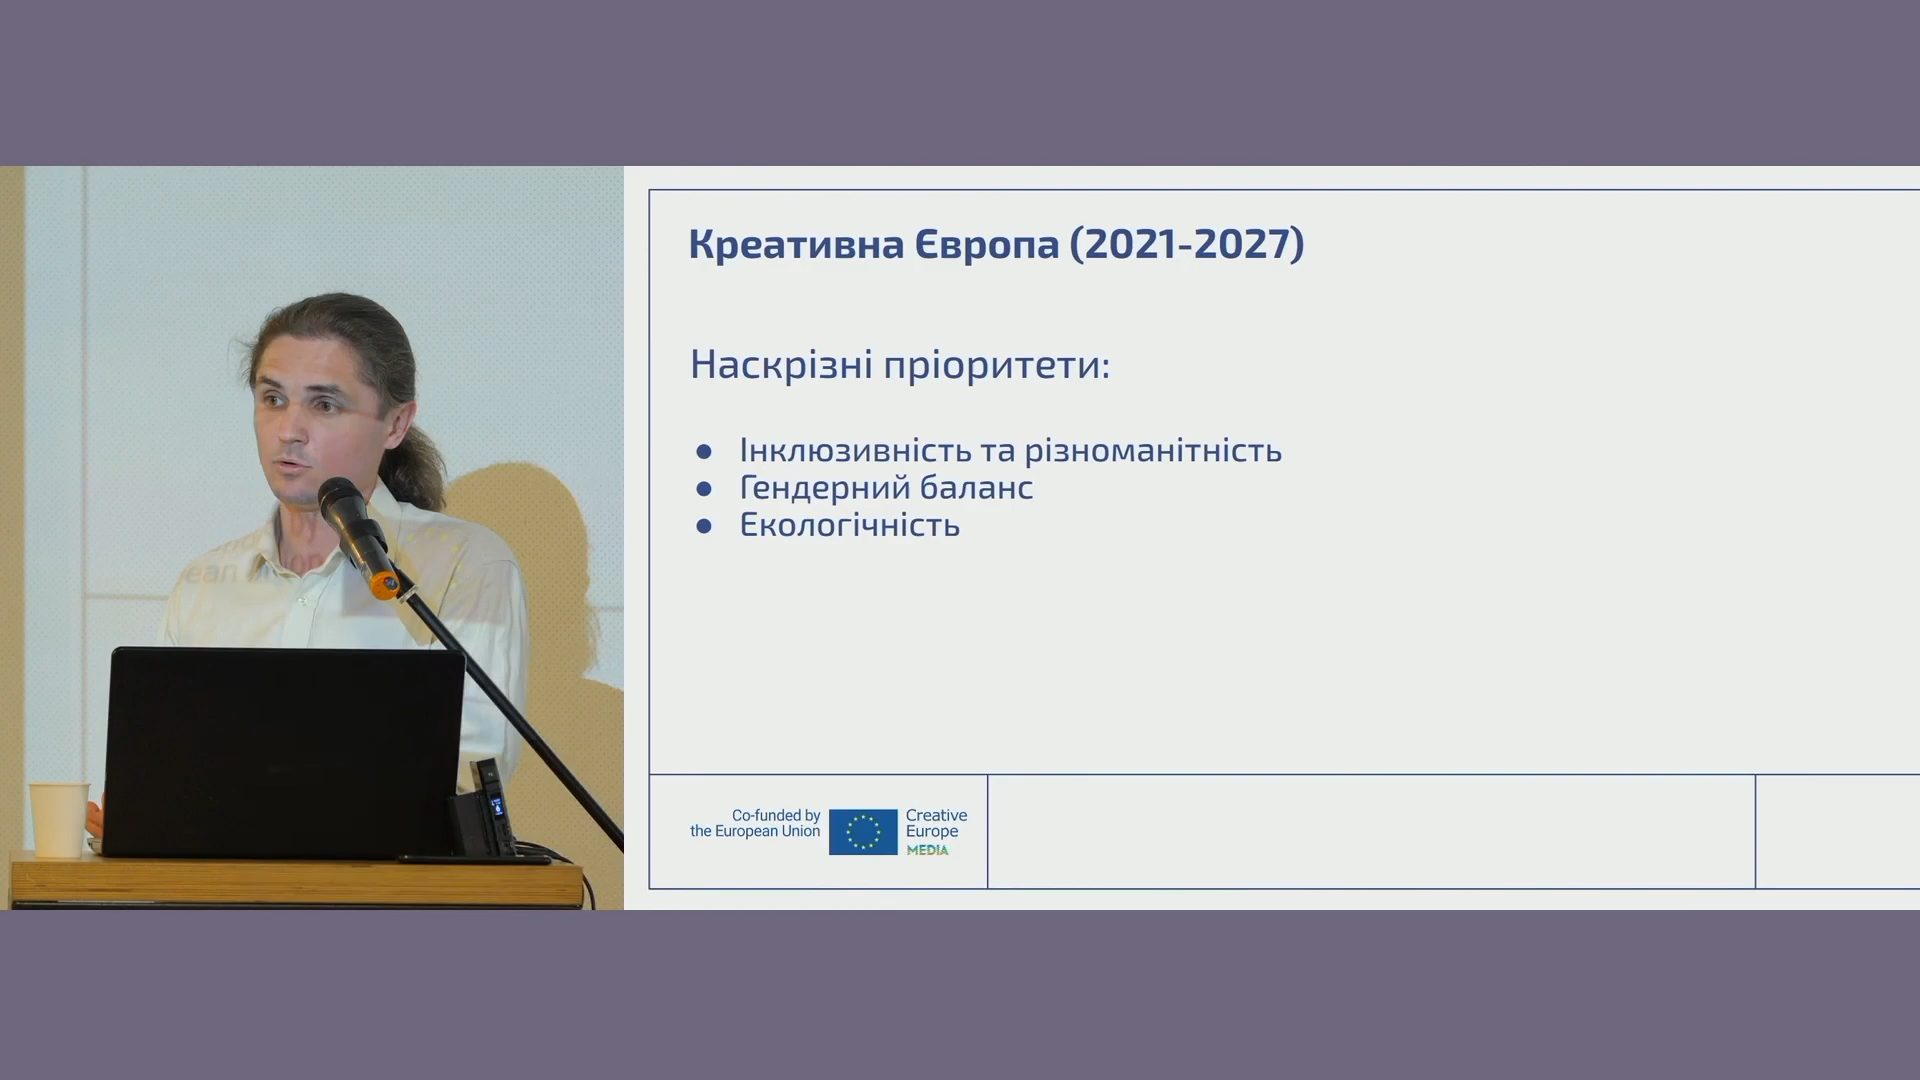 Креативна Європа (2021-2027)
Наскрізні пріоритети:
● Інклюзивність та різноманітність
● Гендерний баланс
● Екологічність
Co-funded by
the European Union
Creative
Europe
MEDIA